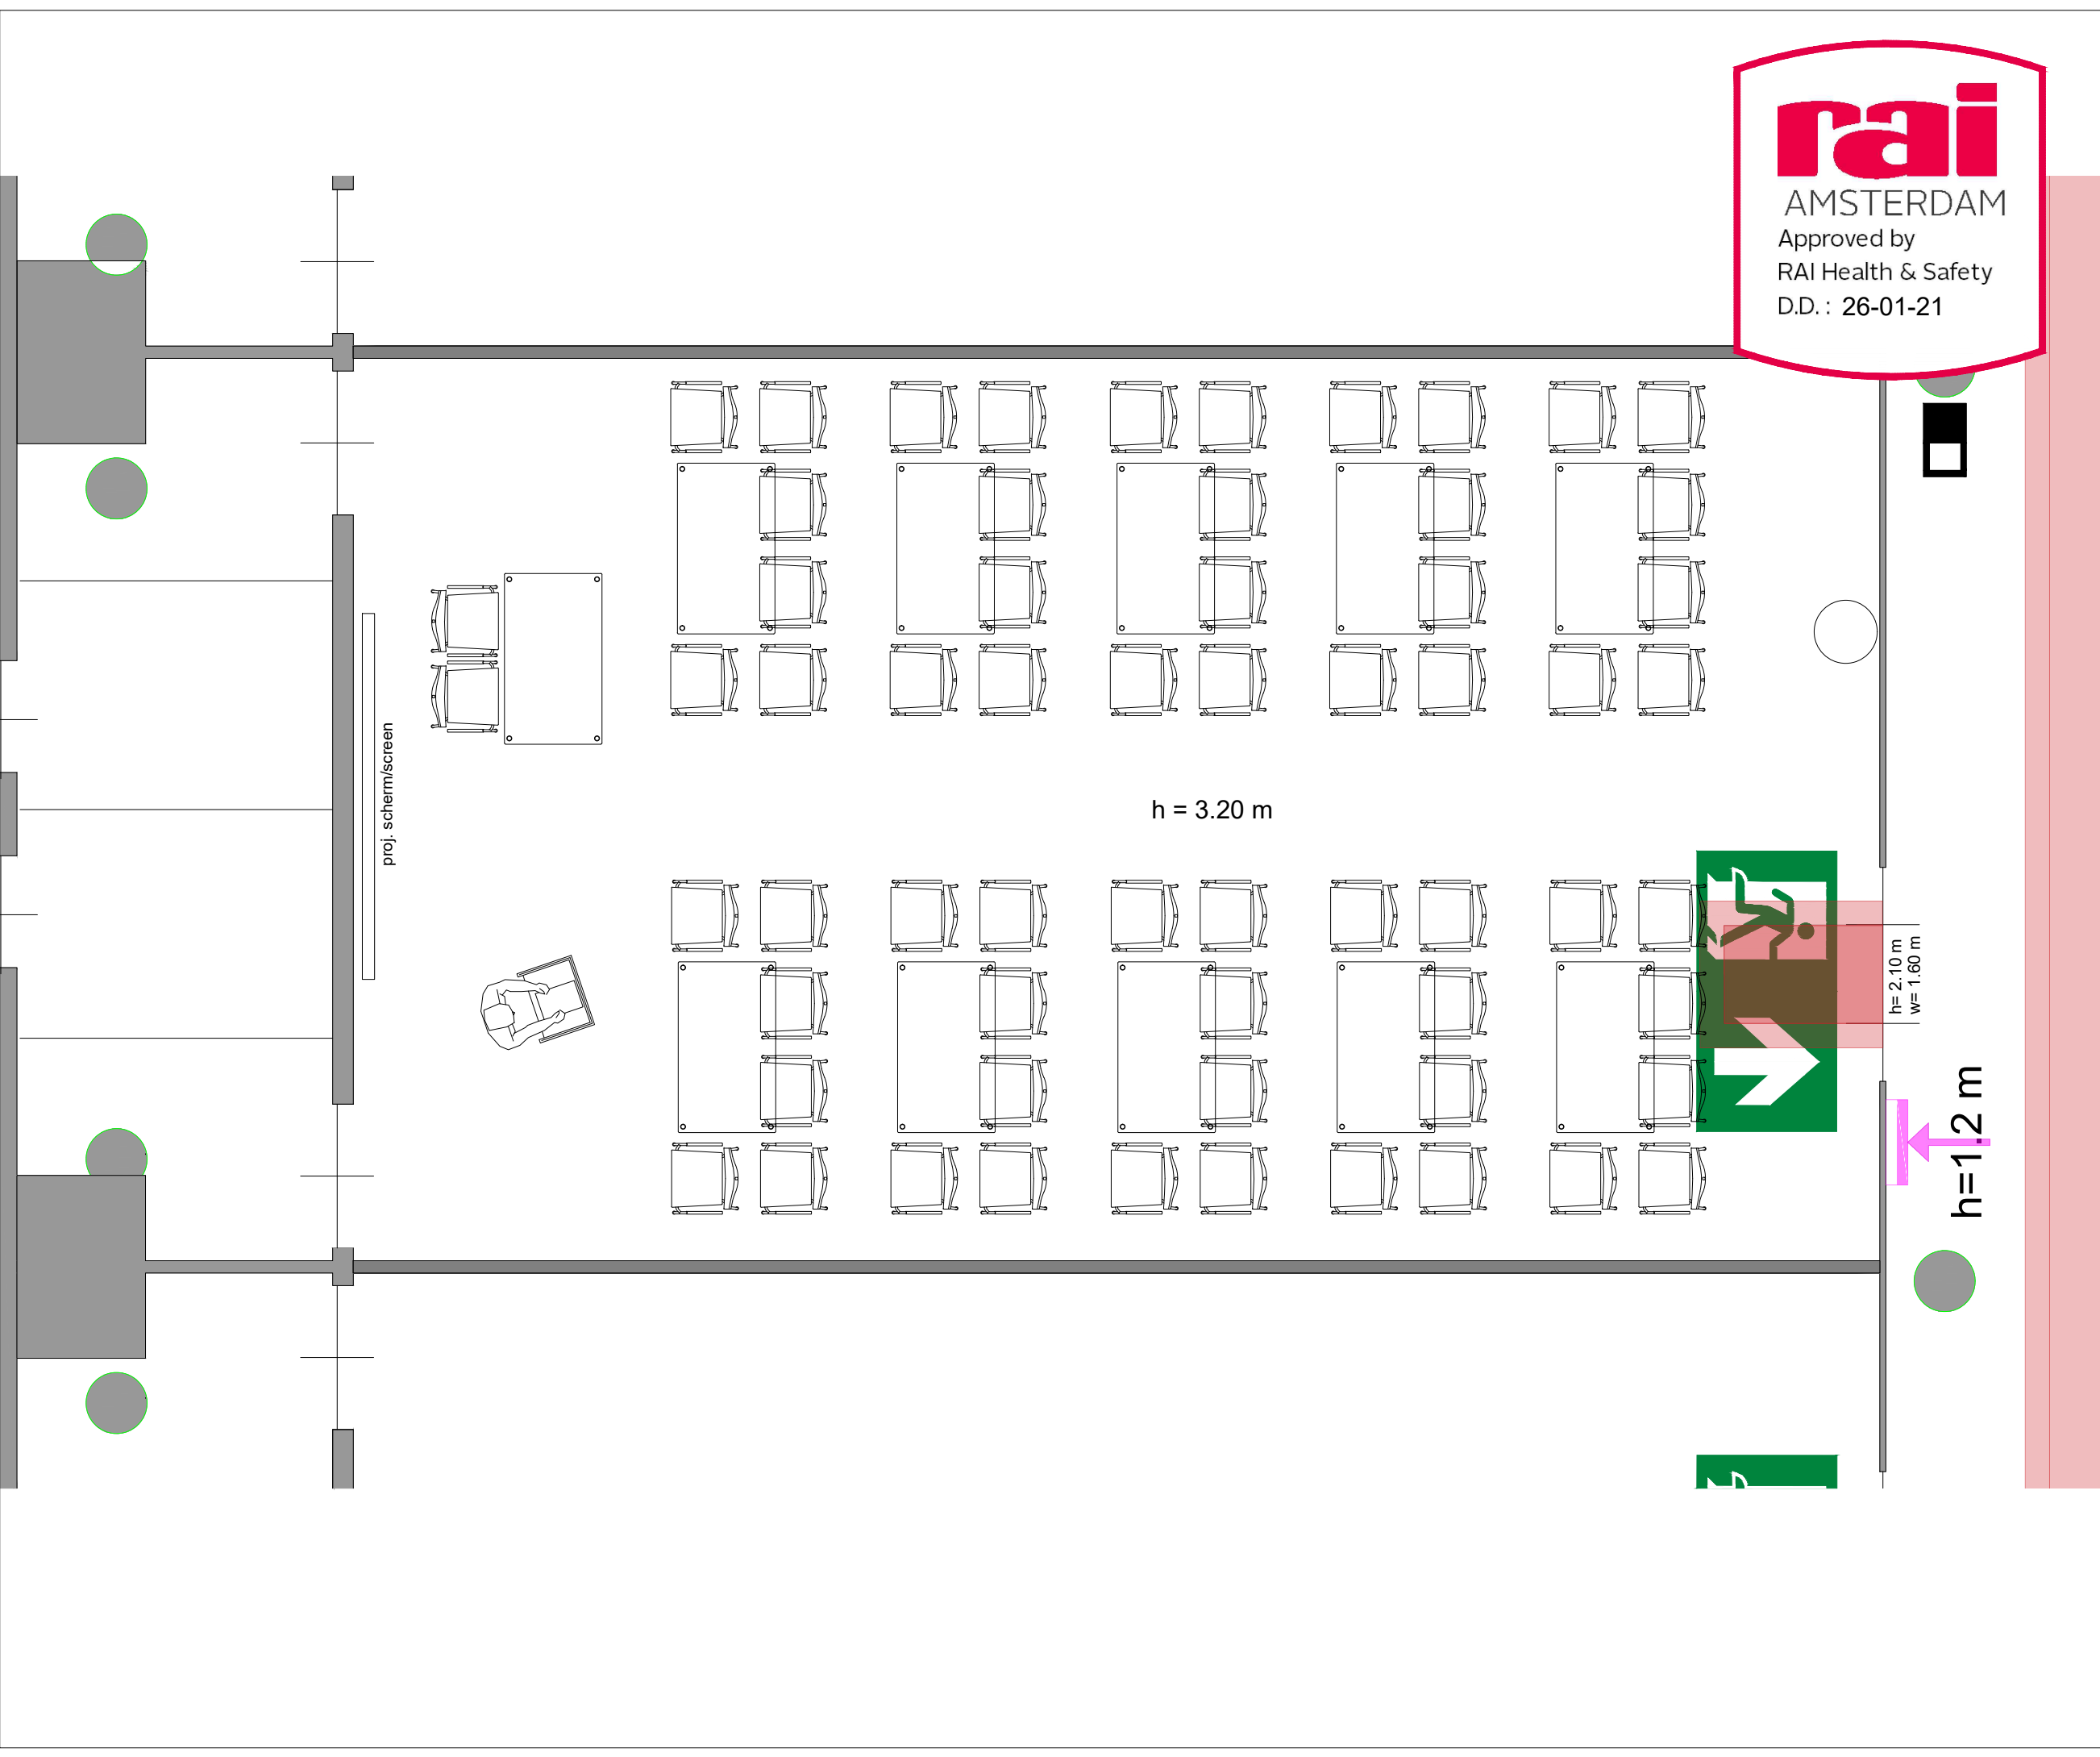 rai
AMSTERDAM
Approved by
RAI Health & Safety
D.D. : 26-01-21
proj. scherm/screen
h = 3.20 m
h= 2.10 m
w= 1.60 m
h=1.2 m